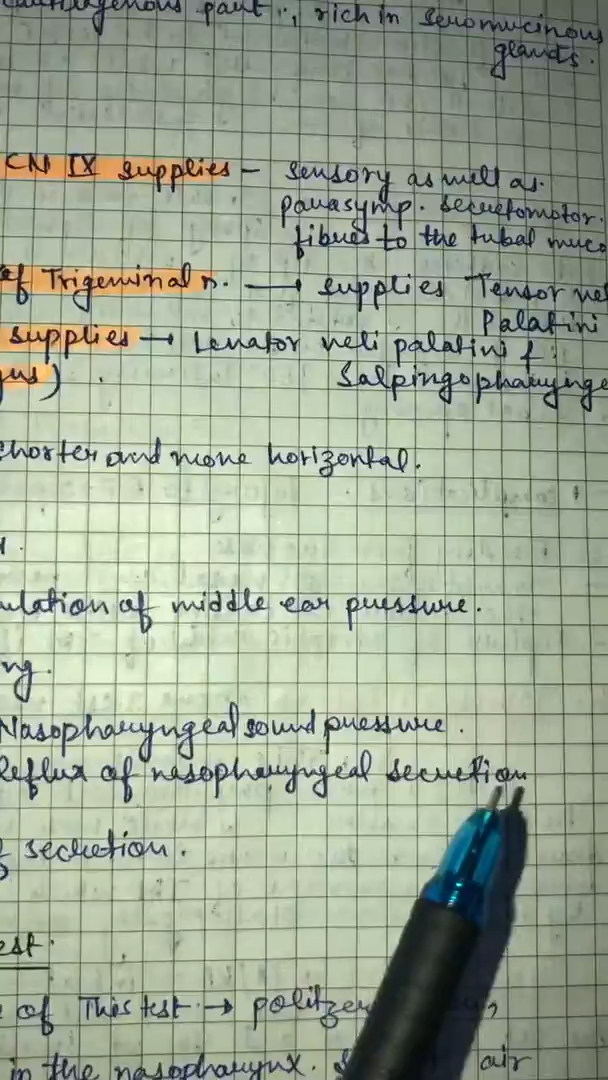 part, rich in seromucinous
glands.
CN IX supplies - sensory as well as
parasymp. secretomotor
fibres to the tubal muco
of Trigeminal n. → supplies Tensor veli
Palatini
supplies → Levator veli palatini &
gus) Salpingopharynge
shorter and more horizontal.
ulation of middle ear pressure.
ng.
Nasopharyngeal sound pressure.
Reflux of nasopharyngeal secretion
secretion.
est.
of This test → politze
in the nasopharynx. air